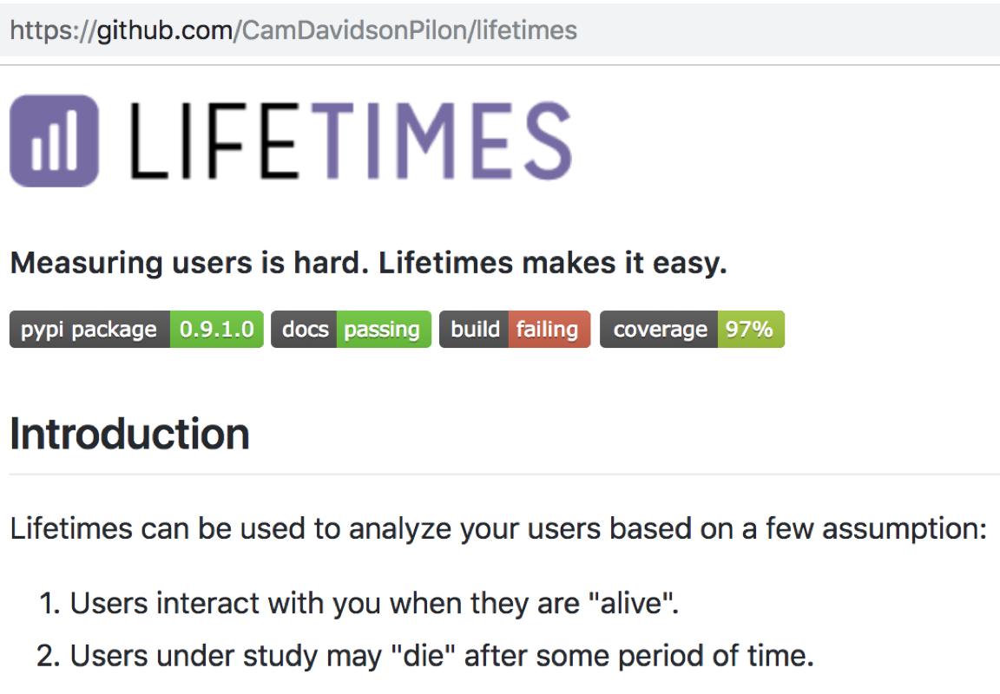 https://github.com/CamDavidsonPilon/lifetimes
LIFETIMES
Measuring users is hard. Lifetimes makes it easy.
pypi package 0.9.1.0 docs passing build failing coverage 97%
Introduction
Lifetimes can be used to analyze your users based on a few assumption:
1. Users interact with you when they are "alive".
2. Users under study may "die" after some period of time.